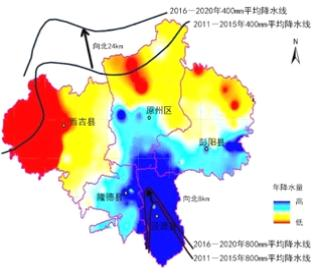 2016－2020年400mm平均降水线
2011－2015年400mm平均降水线
向北24km
N
原州区
西吉县
彭阳县
年降水量
高
低
隆德县
向北8km
泾源县
2016－2020年800mm平均降水线
2011－2015年800mm平均降水线